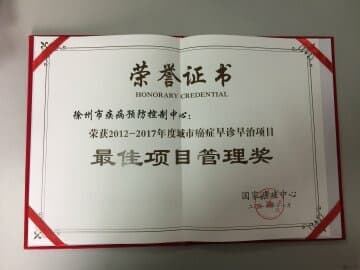 荣誉证书
HONORARY CREDENTIAL
徐州市疾病预防控制中心：
荣获2012-2017年度城市癌症早诊早治项目
最佳项目管理奖
国家癌症中心